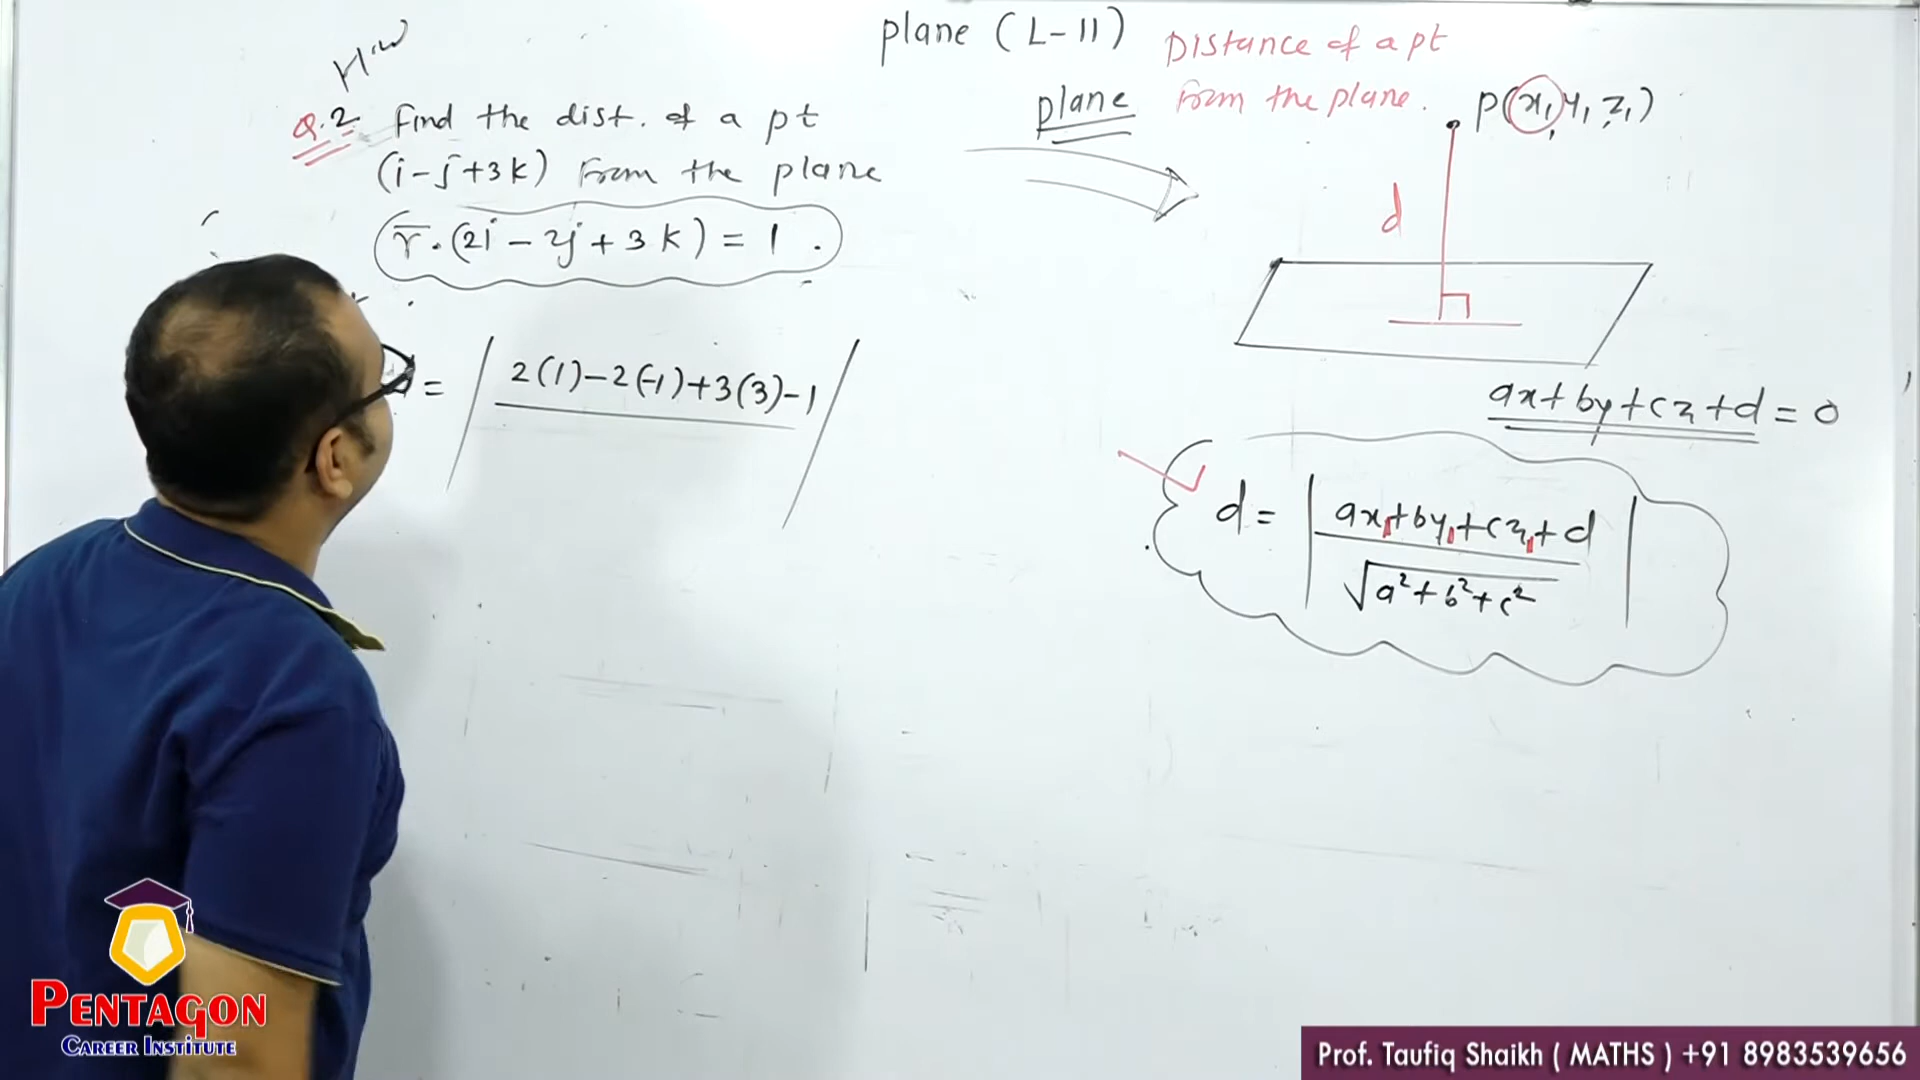 plane (L-11)
H.W
Q.2 Find the dist. of a pt
(i-j+3k) From the plane
r̅.(2i-2j+3k)=1.
= | 2(1)-2(-1)+3(3)-1 |
plane
Distance of a pt
form the plane.
P(x₁,y₁,z₁)
d
ax+by+cz+d=0
d= | ax₁+by₁+cz₁+d |
√a²+b²+c²
PENTAGON
CAREER INSTITUTE
Prof. Taufiq Shaikh ( MATHS ) +91 8983539656